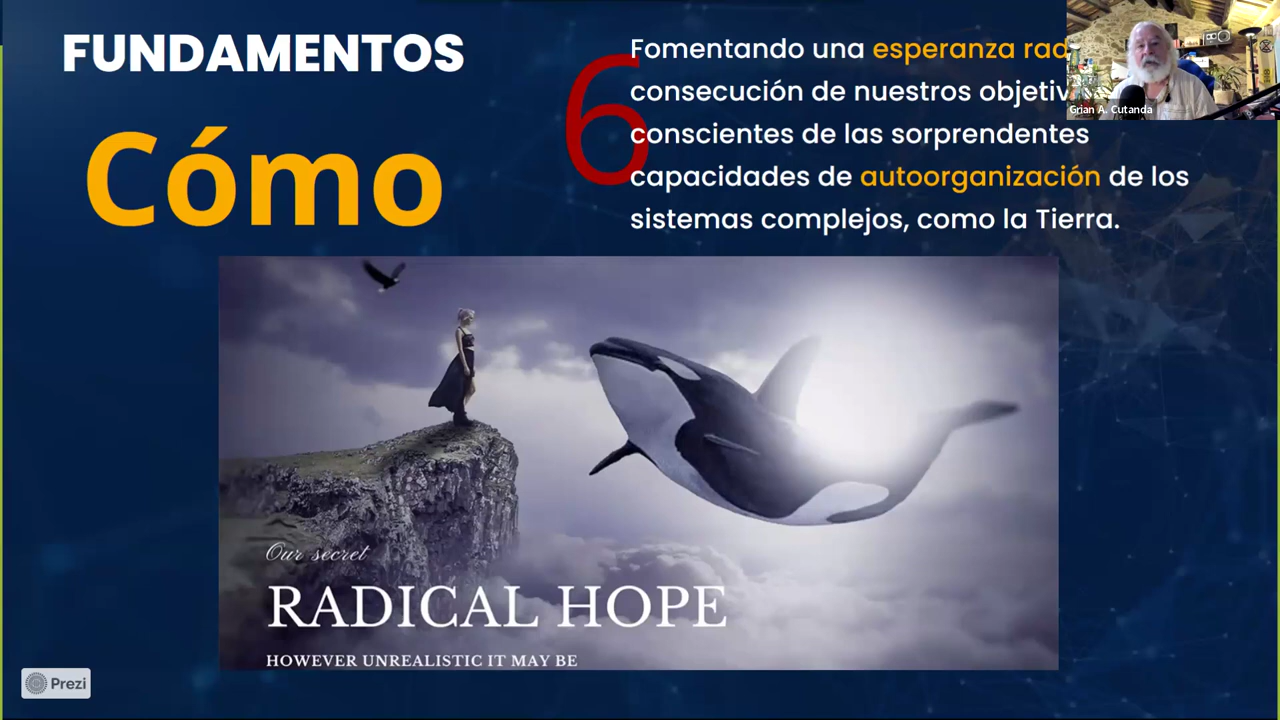 FUNDAMENTOS
Cómo
6
Fomentando una esperanza
consecución de nuestros
conscientes de las sorprendentes
capacidades de autoorganización de los
sistemas complejos, como la Tierra.
Grian A. Cutanda
Our secret
RADICAL HOPE
HOWEVER UNREALISTIC IT MAY BE
Prezi